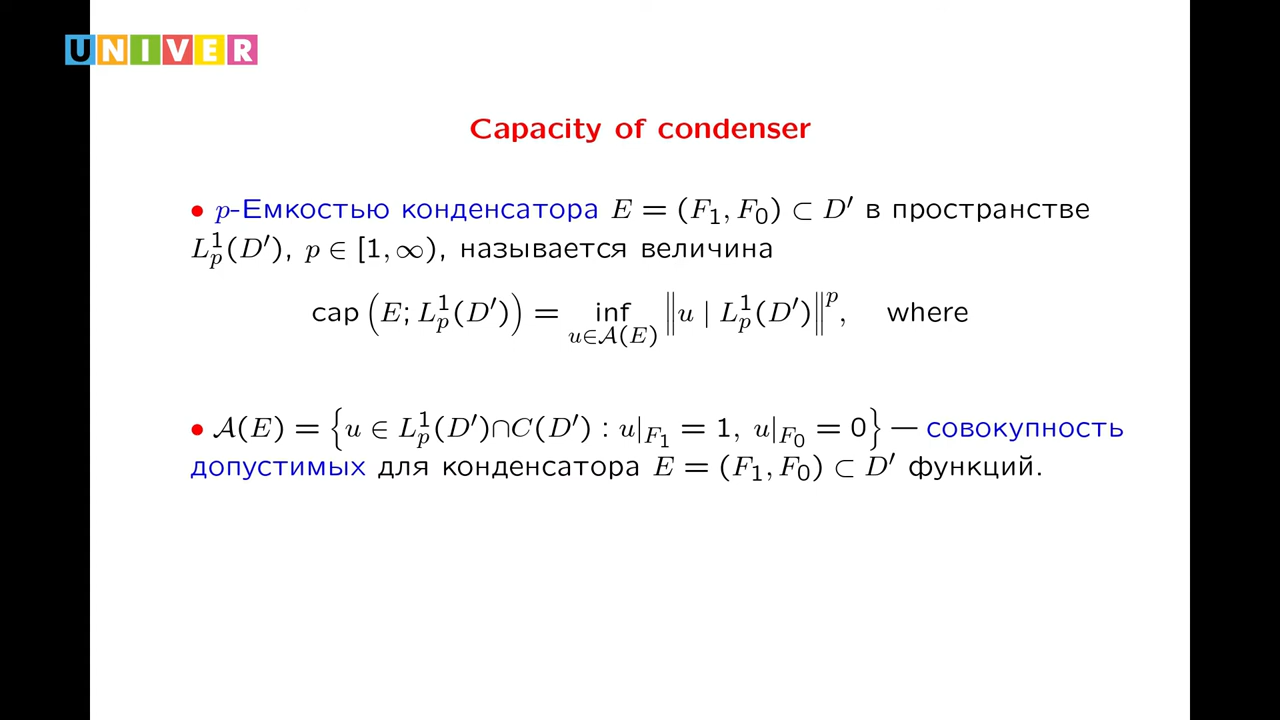 UNIVER
Capacity of condenser
• p-Емкостью конденсатора E = (F₁, F₀) ⊂ D′ в пространстве
L¹ₚ(D′), p ∈ [1, ∞), называется величина
cap (E; L¹ₚ(D′)) = inf ‖u | L¹ₚ(D′)‖ᵖ, where
u∈𝒜(E)
• 𝒜(E) = {u ∈ L¹ₚ(D′)∩C(D′) : u|F₁ = 1, u|F₀ = 0} — совокупность
допустимых для конденсатора E = (F₁, F₀) ⊂ D′ функций.